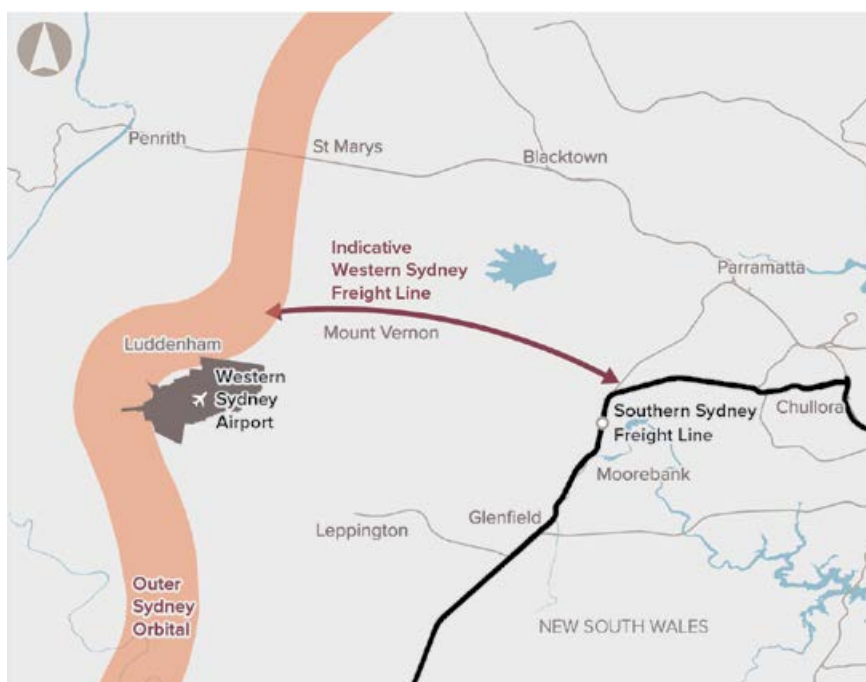 Penrith
St Marys
Blacktown
Indicative
Western Sydney
Freight Line
Parramatta
Mount Vernon
Luddenham
Western
Sydney
Airport
Southern Sydney
Freight Line
Chullora
Moorebank
Glenfield
Leppington
Outer
Sydney
Orbital
NEW SOUTH WALES